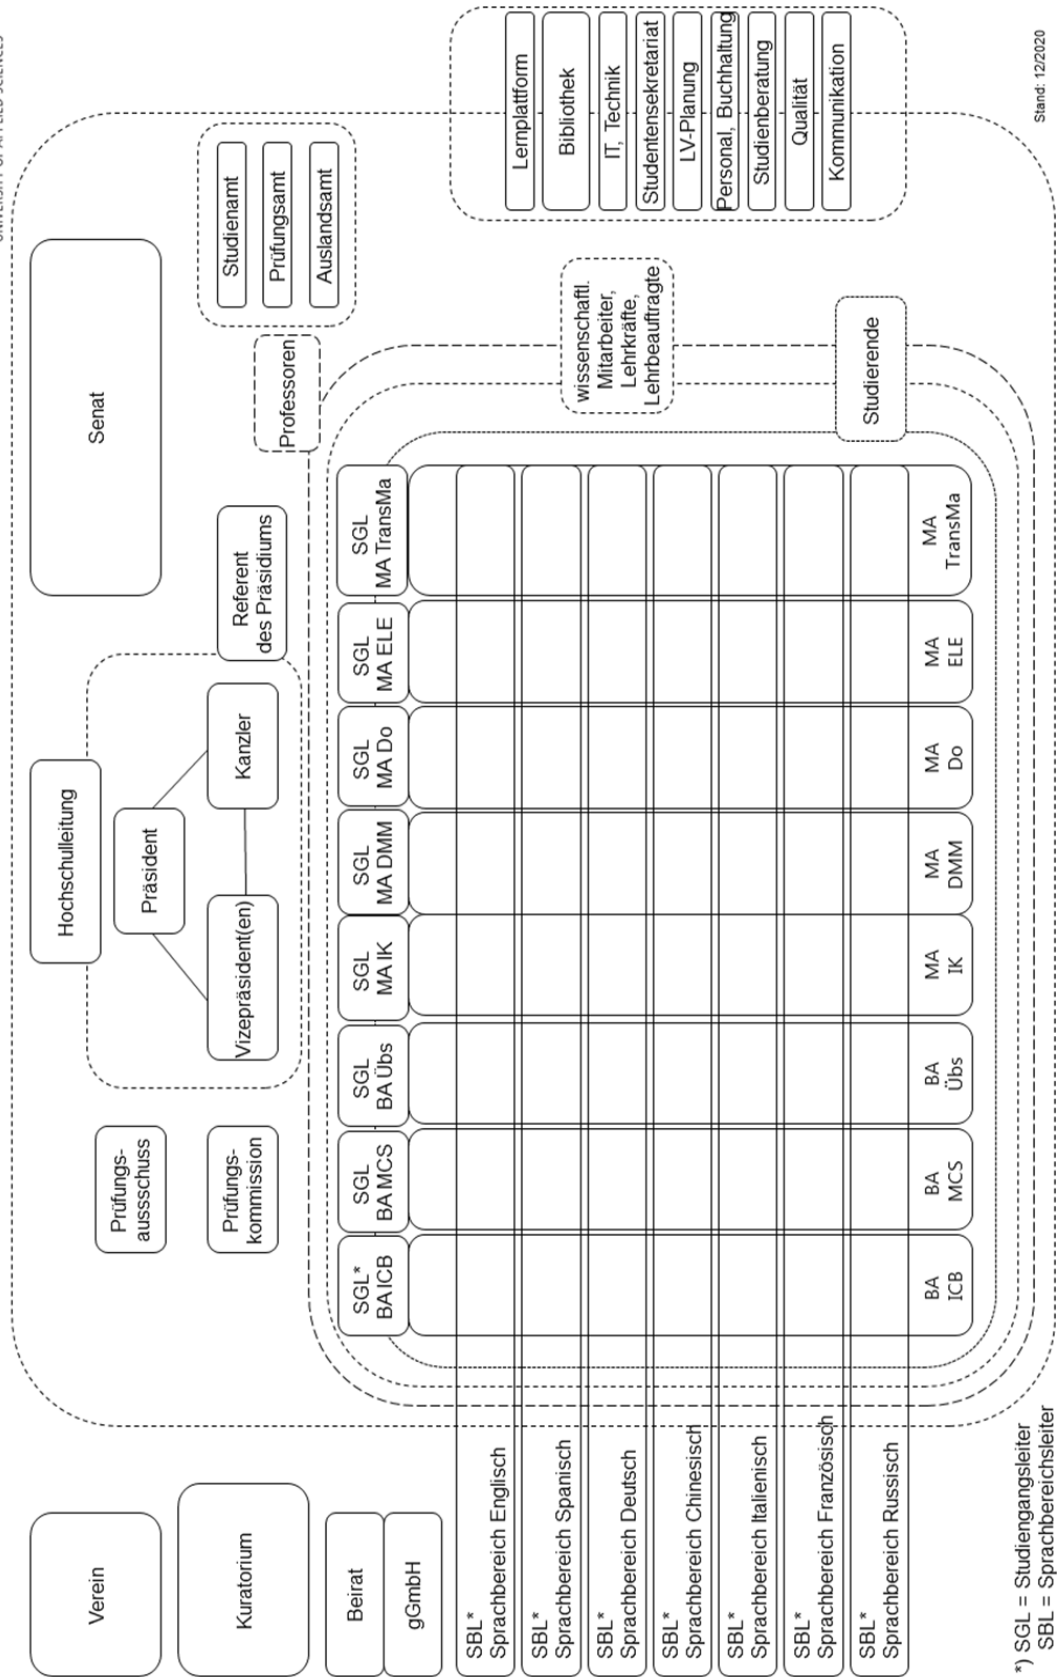 UNIVERSITY OF APPLIED SCIENCES
Verein
Kuratorium
Beirat
gGmbH
Hochschulleitung
Präsident
Vizepräsident(en)
Kanzler
Referent
des Präsidiums
Senat
Prüfungs-
aussschuss
Prüfungs-
kommission
Professoren
Studienamt
Prüfungsamt
Auslandsamt
wissenschaftl.
Mitarbeiter,
Lehrkräfte,
Lehrbeauftragte
Studierende
Lernplattform
Bibliothek
IT, Technik
Studentensekretariat
LV-Planung
Personal, Buchhaltung
Studienberatung
Qualität
Kommunikation
SGL*
BA ICB
SGL
BA MCS
SGL
BA Übs
SGL
MA IK
SGL
MA DMM
SGL
MA Do
SGL
MA ELE
SGL
MA TransMa
SBL*
Sprachbereich Englisch
SBL*
Sprachbereich Spanisch
SBL*
Sprachbereich Deutsch
SBL*
Sprachbereich Chinesisch
SBL*
Sprachbereich Italienisch
SBL*
Sprachbereich Französisch
SBL*
Sprachbereich Russisch
BA
ICB
BA
MCS
BA
Übs
MA
IK
MA
DMM
MA
Do
MA
ELE
MA
TransMa
*) SGL = Studiengangsleiter
SBL = Sprachbereichsleiter
Stand: 12/2020